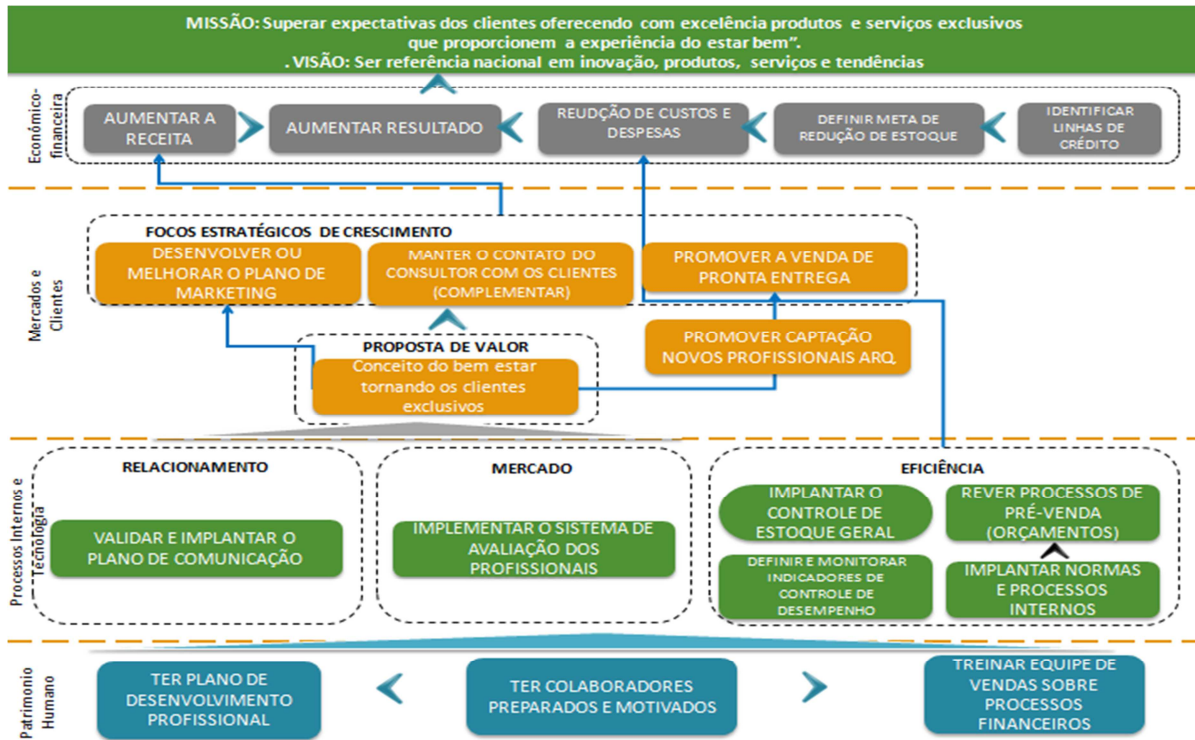 MISSÃO: Superar expectativas dos clientes oferecendo com excelência produtos e serviços exclusivos
que proporcionem a experiência do estar bem”.
. VISÃO: Ser referência nacional em inovação, produtos, serviços e tendências
Económico-
financeira
AUMENTAR A
RECEITA
AUMENTAR RESULTADO
REUDÇÃO DE CUSTOS E
DESPESAS
DEFINIR META DE
REDUÇÃO DE ESTOQUE
IDENTIFICAR
LINHAS DE
CRÉDITO
Mercados e
Clientes
FOCOS ESTRATÉGICOS DE CRESCIMENTO
DESENVOLVER OU
MELHORAR O PLANO DE
MARKETING
MANTER O CONTATO DO
CONSULTOR COM OS CLIENTES
(COMPLEMENTAR)
PROMOVER A VENDA DE
PRONTA ENTREGA
PROMOVER CAPTAÇÃO
NOVOS PROFISSIONAIS ARQ.
PROPOSTA DE VALOR
Conceito do bem estar
tornando os clientes
exclusivos
Processos Internos e
Tecnologia
RELACIONAMENTO
VALIDAR E IMPLANTAR O
PLANO DE COMUNICAÇÃO
MERCADO
IMPLEMENTAR O SISTEMA DE
AVALIAÇÃO DOS
PROFISSIONAIS
EFICIÊNCIA
IMPLANTAR O
CONTROLE DE
ESTOQUE GERAL
REVER PROCESSOS DE
PRÉ-VENDA
(ORÇAMENTOS)
DEFINIR E MONITORAR
INDICADORES DE
CONTROLE DE
DESEMPENHO
IMPLANTAR NORMAS
E PROCESSOS
INTERNOS
Patrimonio
Humano
TER PLANO DE
DESENVOLVIMENTO
PROFISSIONAL
TER COLABORADORES
PREPARADOS E MOTIVADOS
TREINAR EQUIPE DE
VENDAS SOBRE
PROCESSOS
FINANCEIROS